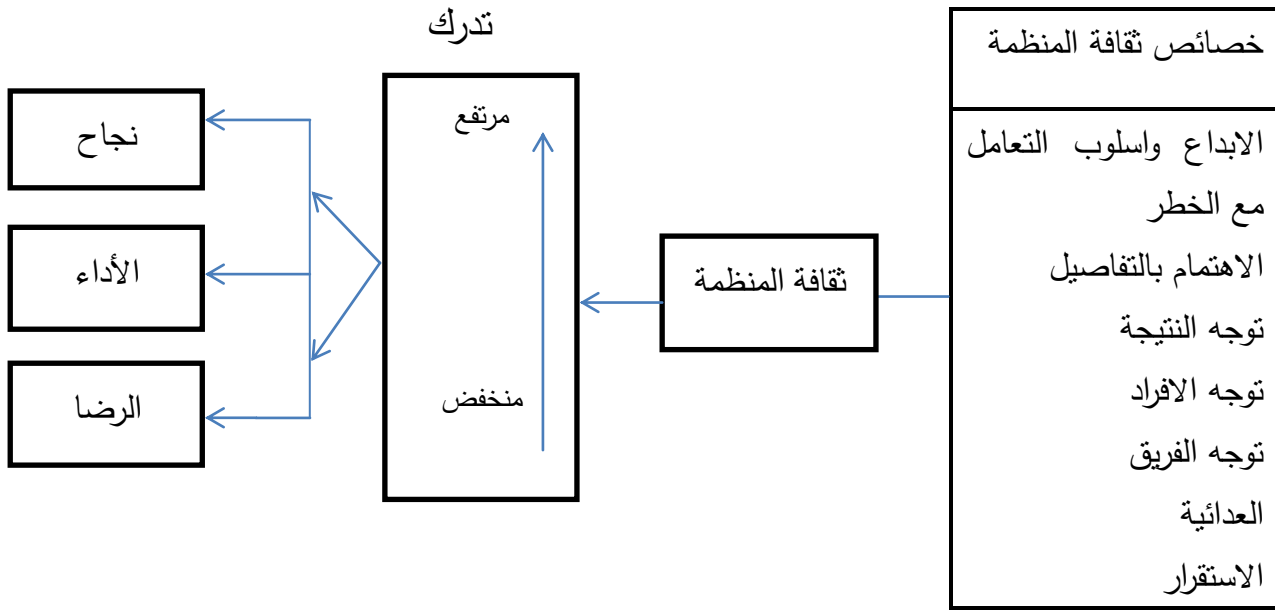 تدرك
خصائص ثقافة المنظمة
الابداع واسلوب التعامل
مع الخطر
الاهتمام بالتفاصيل
توجه النتيجة
توجه الافراد
توجه الفريق
العدائية
الاستقرار
ثقافة المنظمة
مرتفع
منخفض
نجاح
الأداء
الرضا